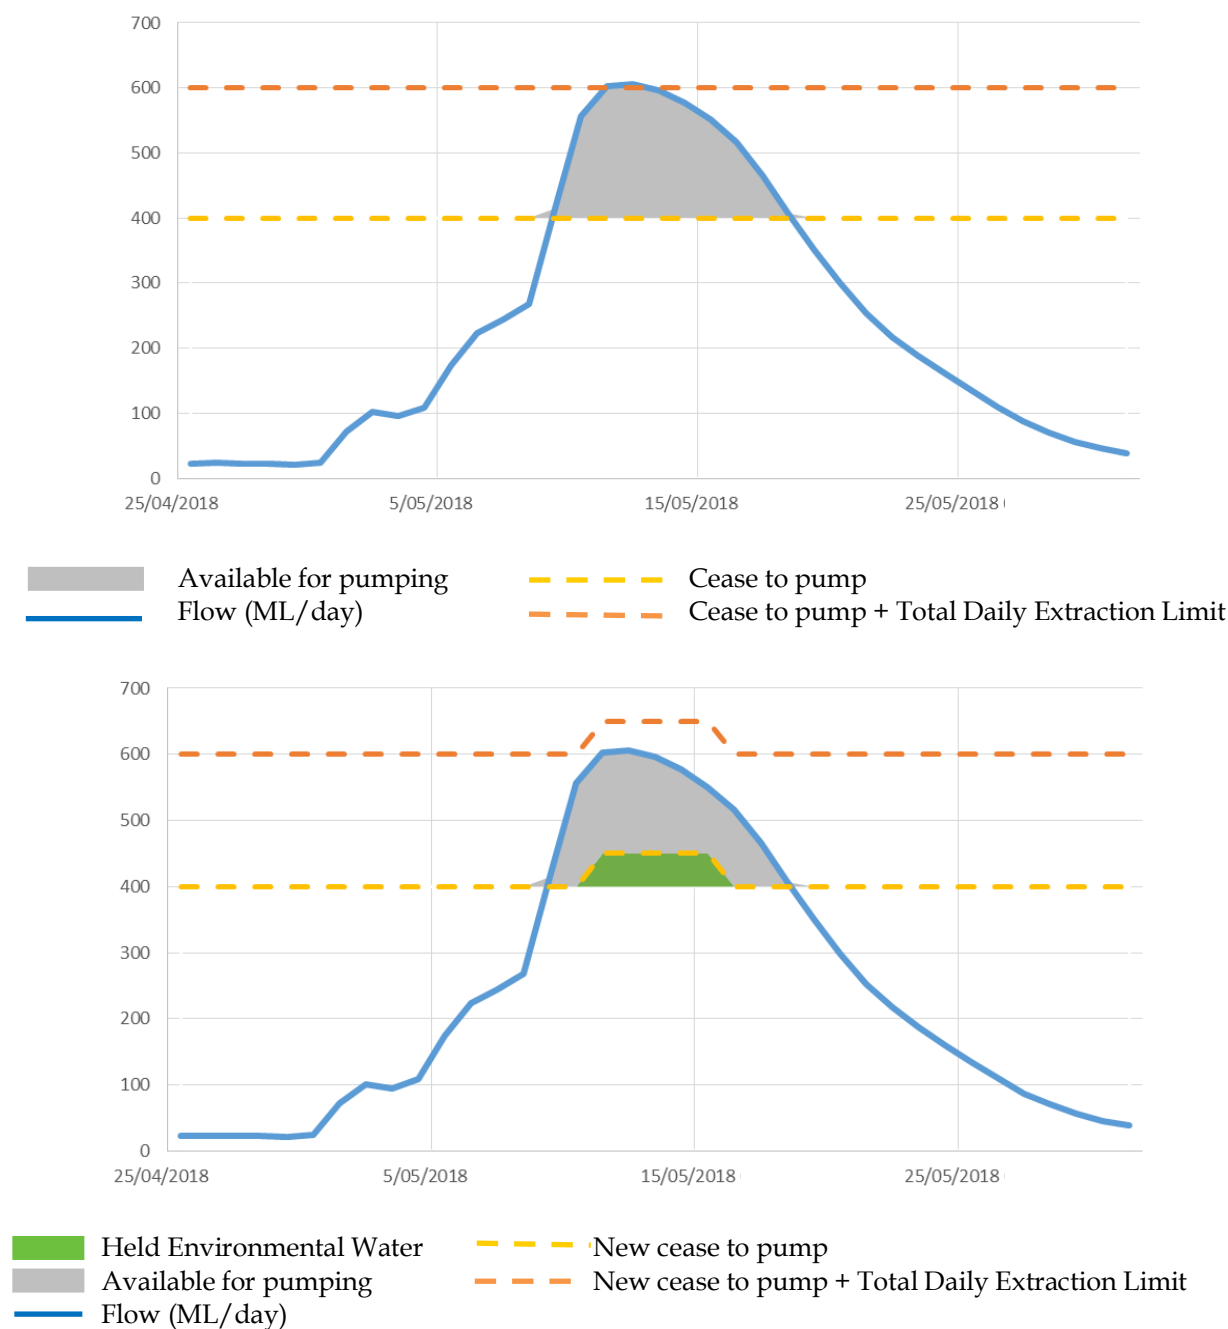 700
600
500
400
300
200
100
0
25/04/2018 5/05/2018 15/05/2018 25/05/2018
Available for pumping Cease to pump
Flow (ML/day) Cease to pump + Total Daily Extraction Limit
700
600
500
400
300
200
100
0
25/04/2018 5/05/2018 15/05/2018 25/05/2018
Held Environmental Water New cease to pump
Available for pumping New cease to pump + Total Daily Extraction Limit
Flow (ML/day)